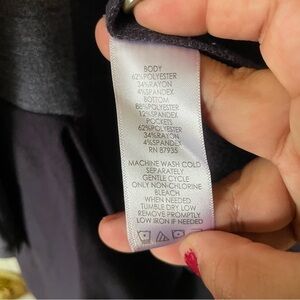 BODY
62%POLYESTER
34%RAYON
4%SPANDEX
BOTTOM
88%POLYESTER
12%SPANDEX
POCKETS
62%POLYESTER
34%RAYON
4%SPANDEX
RN 87935
MACHINE WASH COLD
SEPARATELY
GENTLE CYCLE
ONLY NON-CHLORINE
BLEACH
WHEN NEEDED
TUMBLE DRY LOW
REMOVE PROMPTLY
LOW IRON IF NEEDED